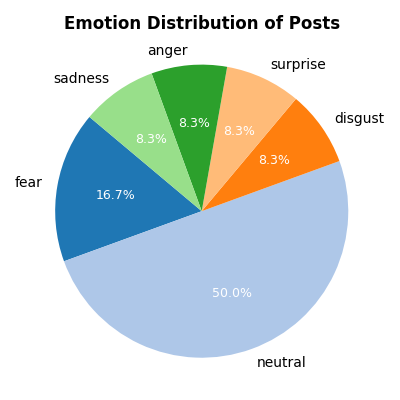 Emotion Distribution of Posts
anger
surprise
sadness
disgust
8.3%
8.3%
8.3%
8.3%
fear
16.7%
50.0%
neutral